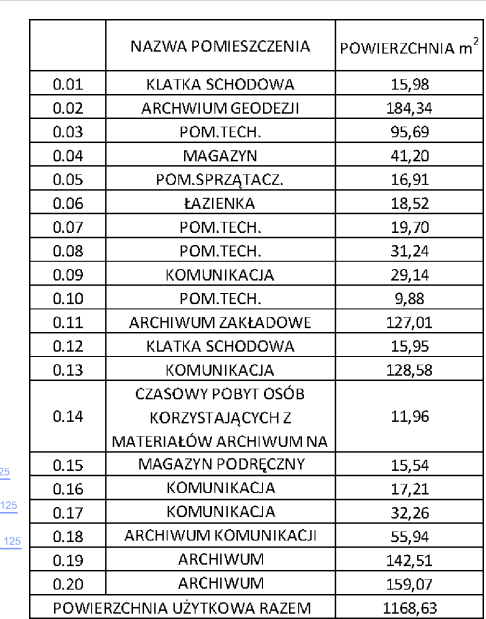 NAZWA POMIESZCZENIA POWIERZCHNIA m²
0.01 KLATKA SCHODOWA 15,98
0.02 ARCHWIUM GEODEZJI 184,34
0.03 POM.TECH. 95,69
0.04 MAGAZYN 41,20
0.05 POM.SPRZĄTACZ. 16,91
0.06 ŁAZIENKA 18,52
0.07 POM.TECH. 19,70
0.08 POM.TECH. 31,24
0.09 KOMUNIKACJA 29,14
0.10 POM.TECH. 9,88
0.11 ARCHIWUM ZAKŁADOWE 127,01
0.12 KLATKA SCHODOWA 15,95
0.13 KOMUNIKACJA 128,58
CZASOWY POBYT OSÓB
0.14 KORZYSTAJĄCYCH Z 11,96
MATERIAŁÓW ARCHIWUM NA
0.15 MAGAZYN PODRĘCZNY 15,54
25
0.16 KOMUNIKACJA 17,21
125
0.17 KOMUNIKACJA 32,26
125
0.18 ARCHIWUM KOMUNIKACJI 55,94
0.19 ARCHIWUM 142,51
0.20 ARCHIWUM 159,07
POWIERZCHNIA UŻYTKOWA RAZEM 1168,63